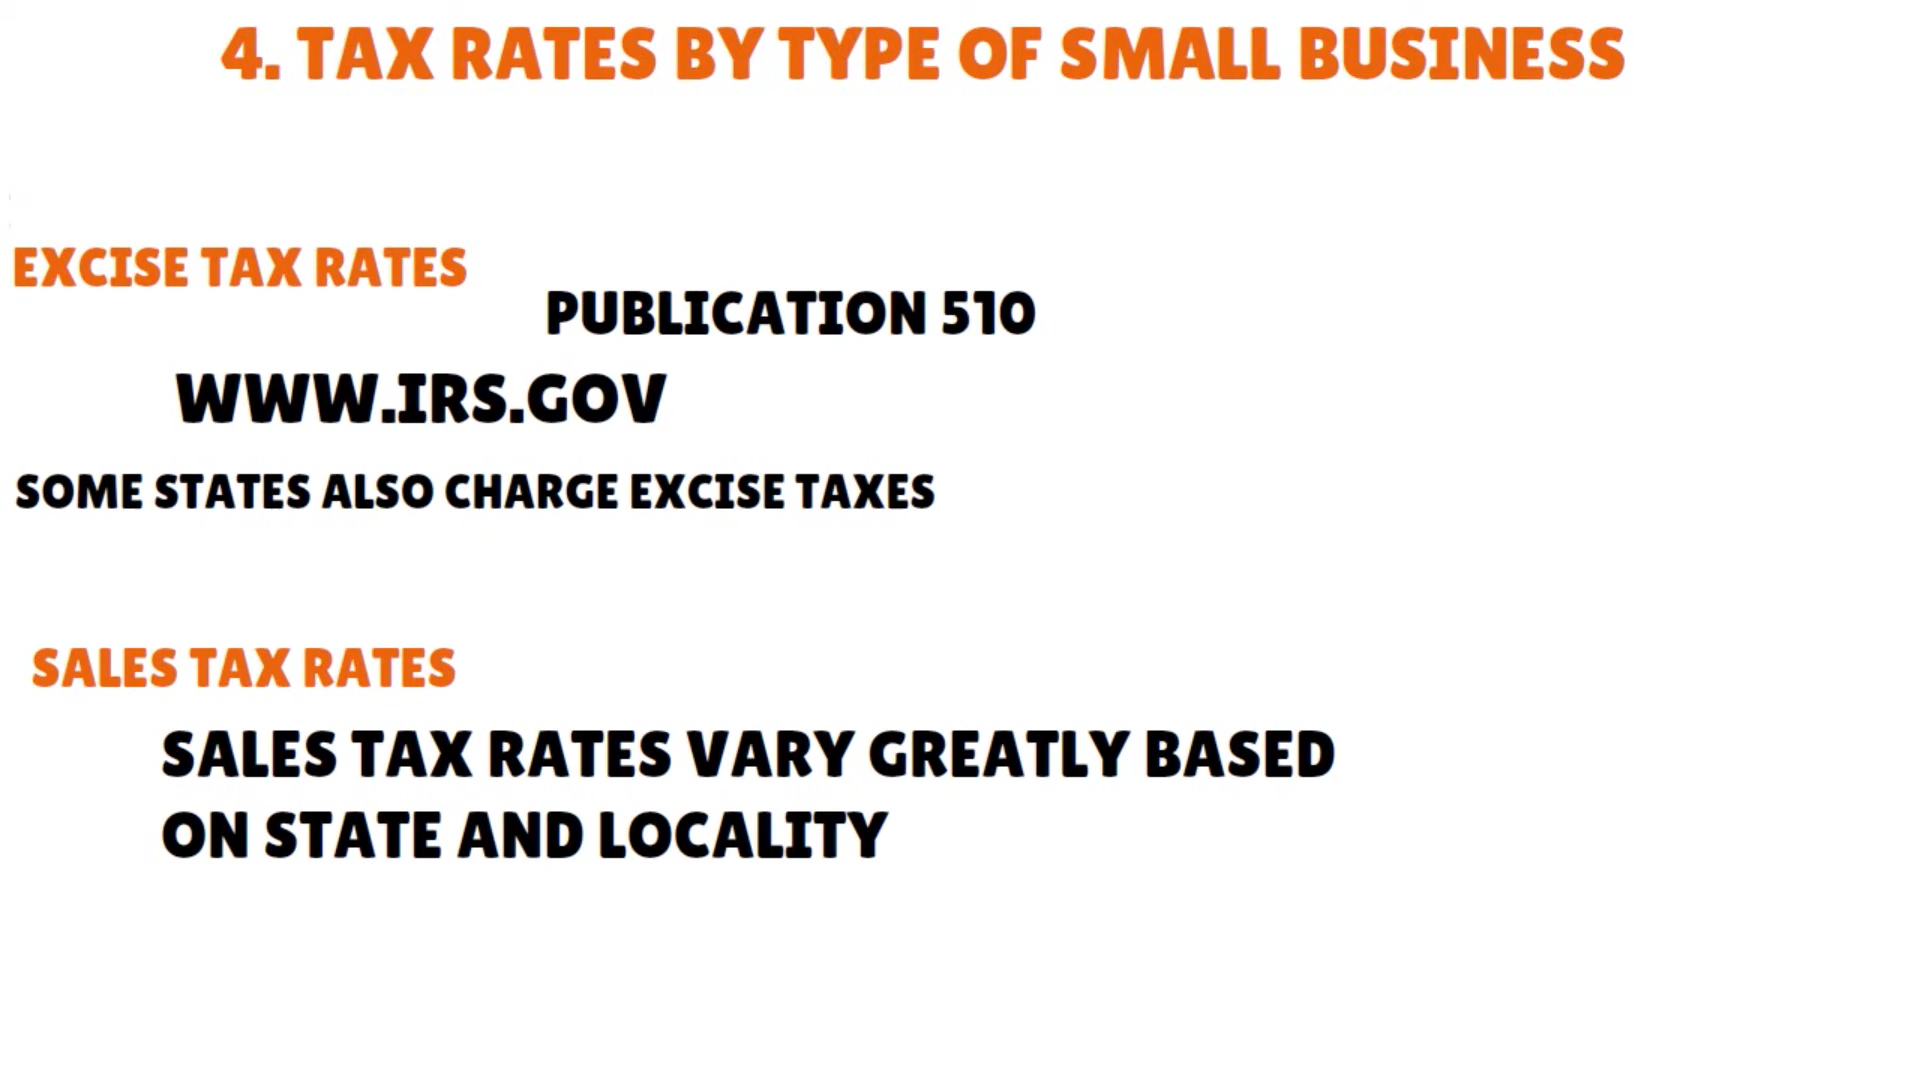 4. TAX RATES BY TYPE OF SMALL BUSINESS
EXCISE TAX RATES
PUBLICATION 510
WWW.IRS.GOV
SOME STATES ALSO CHARGE EXCISE TAXES
SALES TAX RATES
SALES TAX RATES VARY GREATLY BASED
ON STATE AND LOCALITY